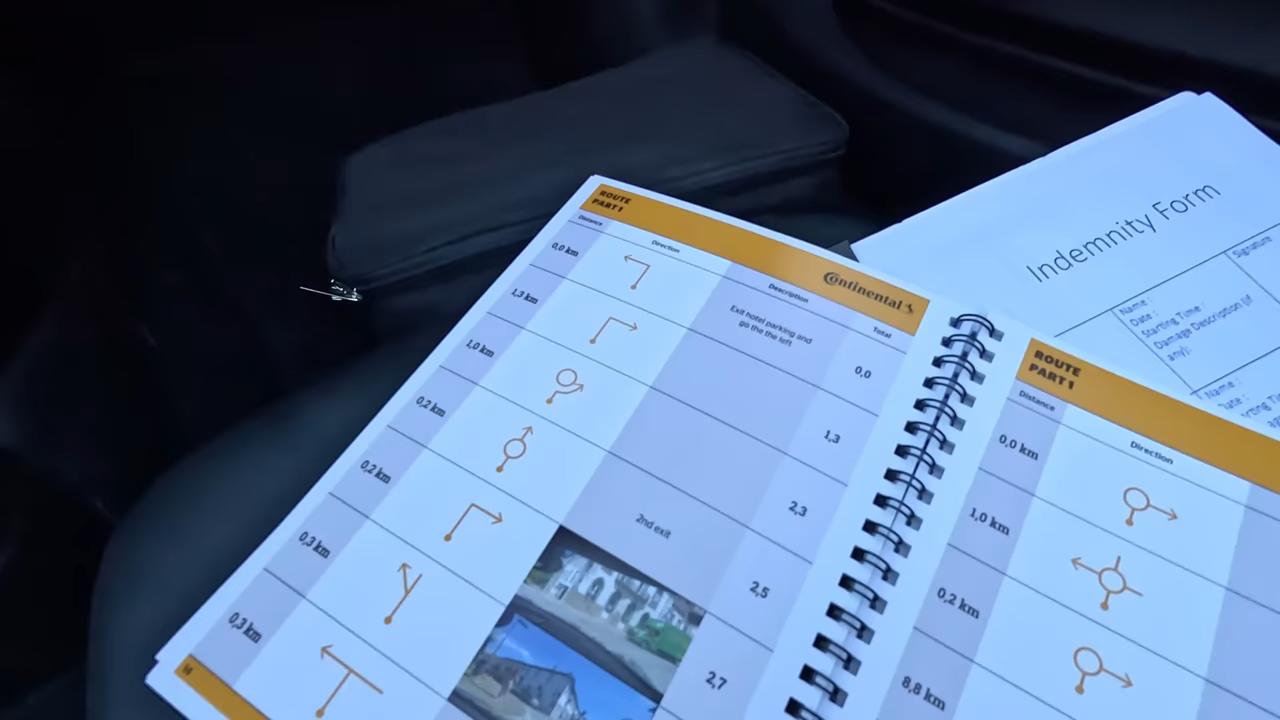 ROUTE
PART 1
Continental
Distance
Direction
Description
Total
0,0 km
Exit hotel parking and
go the the left
0,0
1,3 km
1,3
1,0 km
2,3
0,2 km
2nd exit
2,5
0,2 km
2,7
0,3 km
0,3 km
14
Indemnity Form
Signature
Name :
Date :
Starting Time :
Damage Description (if
any):
Name :
Date :
ROUTE
PART 1
Distance
Direction
0,0 km
1,0 km
0,2 km
8,8 km